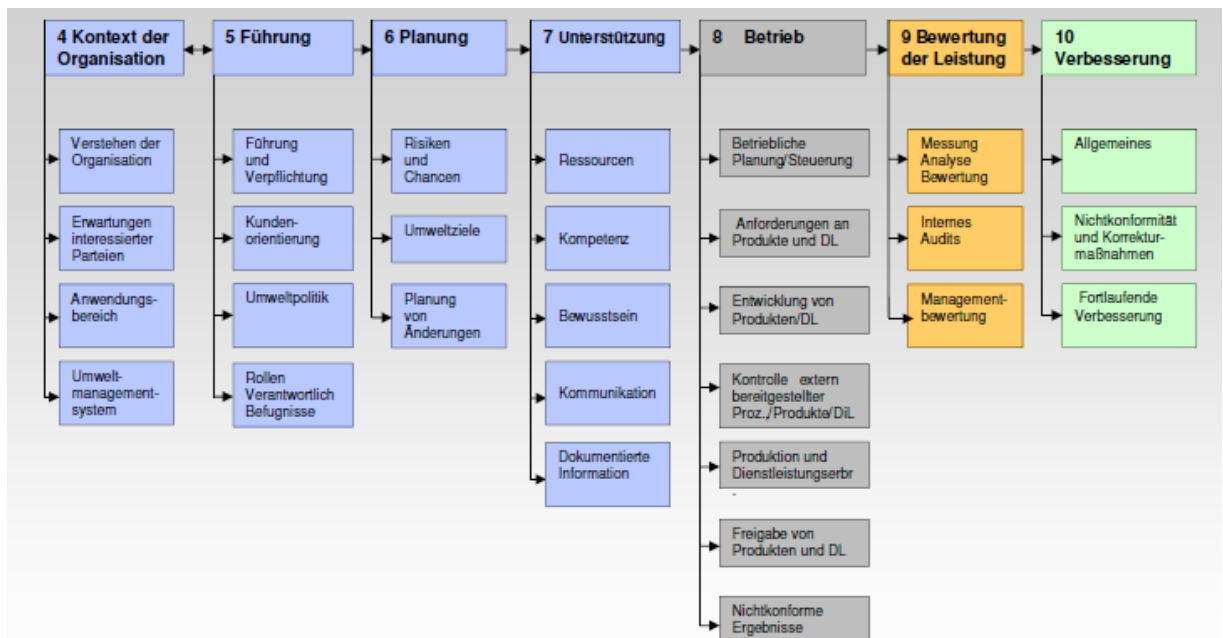 4 Kontext der
Organisation
5 Führung
6 Planung
7 Unterstützung
8 Betrieb
9 Bewertung
der Leistung
10
Verbesserung
Verstehen der
Organisation
Erwartungen
interessierter
Parteien
Anwendungs-
bereich
Umwelt-
management-
system
Führung
und
Verpflichtung
Kunden-
orientierung
Umweltpolitik
Rollen
Verantwortlich
Befugnisse
Risiken
und
Chancen
Umweltziele
Planung
von
Änderungen
Ressourcen
Kompetenz
Bewusstsein
Kommunikation
Dokumentierte
Information
Betriebliche
Planung/Steuerung
Anforderungen an
Produkte und DL
Entwicklung von
Produkten/DL
Kontrolle extern
bereitgestellter
Proz./Produkte/DiL
Produktion und
Dienstleistungserbr
.
Freigabe von
Produkten und DL
Nichtkonforme
Ergebnisse
Messung
Analyse
Bewertung
Internes
Audits
Management-
bewertung
Allgemeines
Nichtkonformität
und Korrektur-
maßnahmen
Fortlaufende
Verbesserung